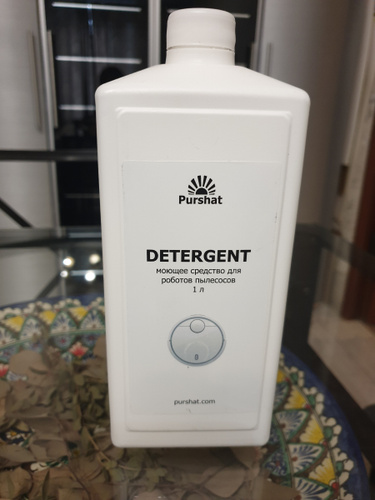 Purshat
DETERGENT
моющее средство для
роботов пылесосов
1 л
purshat.com